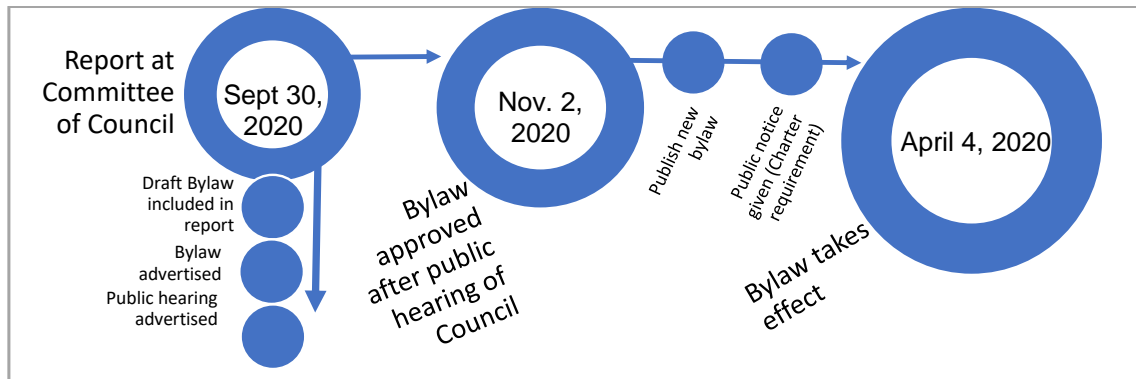 Report at
Committee
of Council
Sept 30,
2020
Draft Bylaw
included in
report
Bylaw
advertised
Public hearing
advertised
Nov. 2,
2020
Bylaw
approved
after public
hearing of
Council
Publish new
bylaw
Public notice
given (Charter
requirement)
April 4, 2020
Bylaw takes
effect